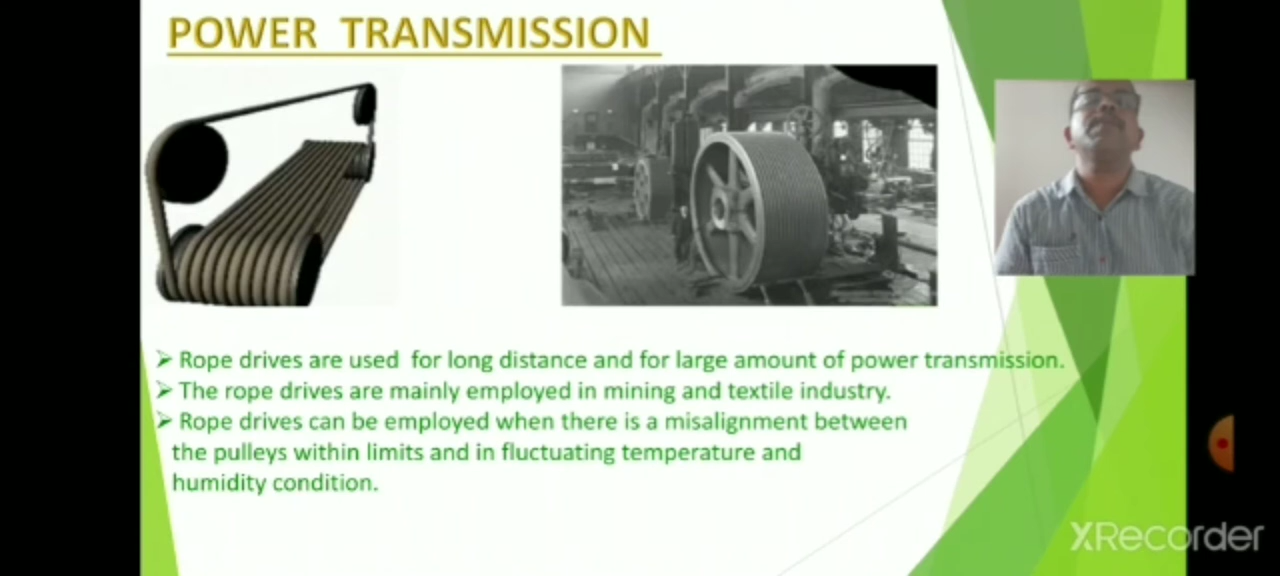 POWER TRANSMISSION
➢ Rope drives are used for long distance and for large amount of power transmission.
➢ The rope drives are mainly employed in mining and textile industry.
➢ Rope drives can be employed when there is a misalignment between
the pulleys within limits and in fluctuating temperature and
humidity condition.
XRecorder